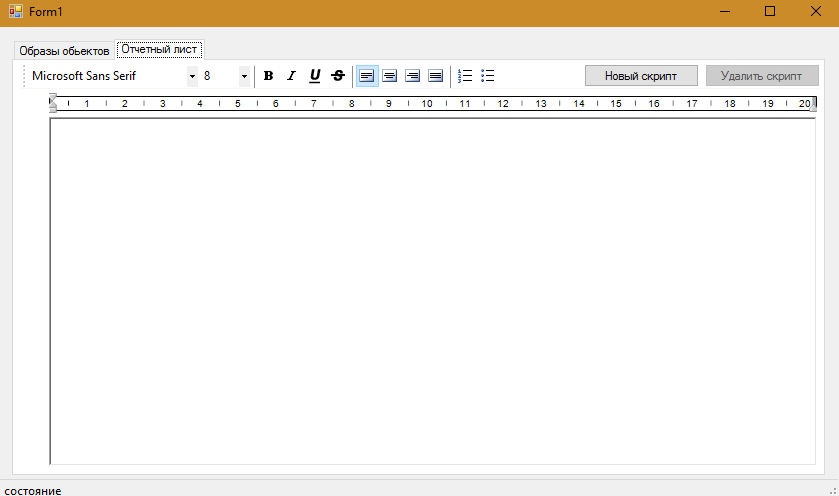 Form1
Образы обьектов Отчетный лист
Microsoft Sans Serif 8 B I U S Новый скрипт Удалить скрипт
1 2 3 4 5 6 7 8 9 10 11 12 13 14 15 16 17 18 19 20
состояние